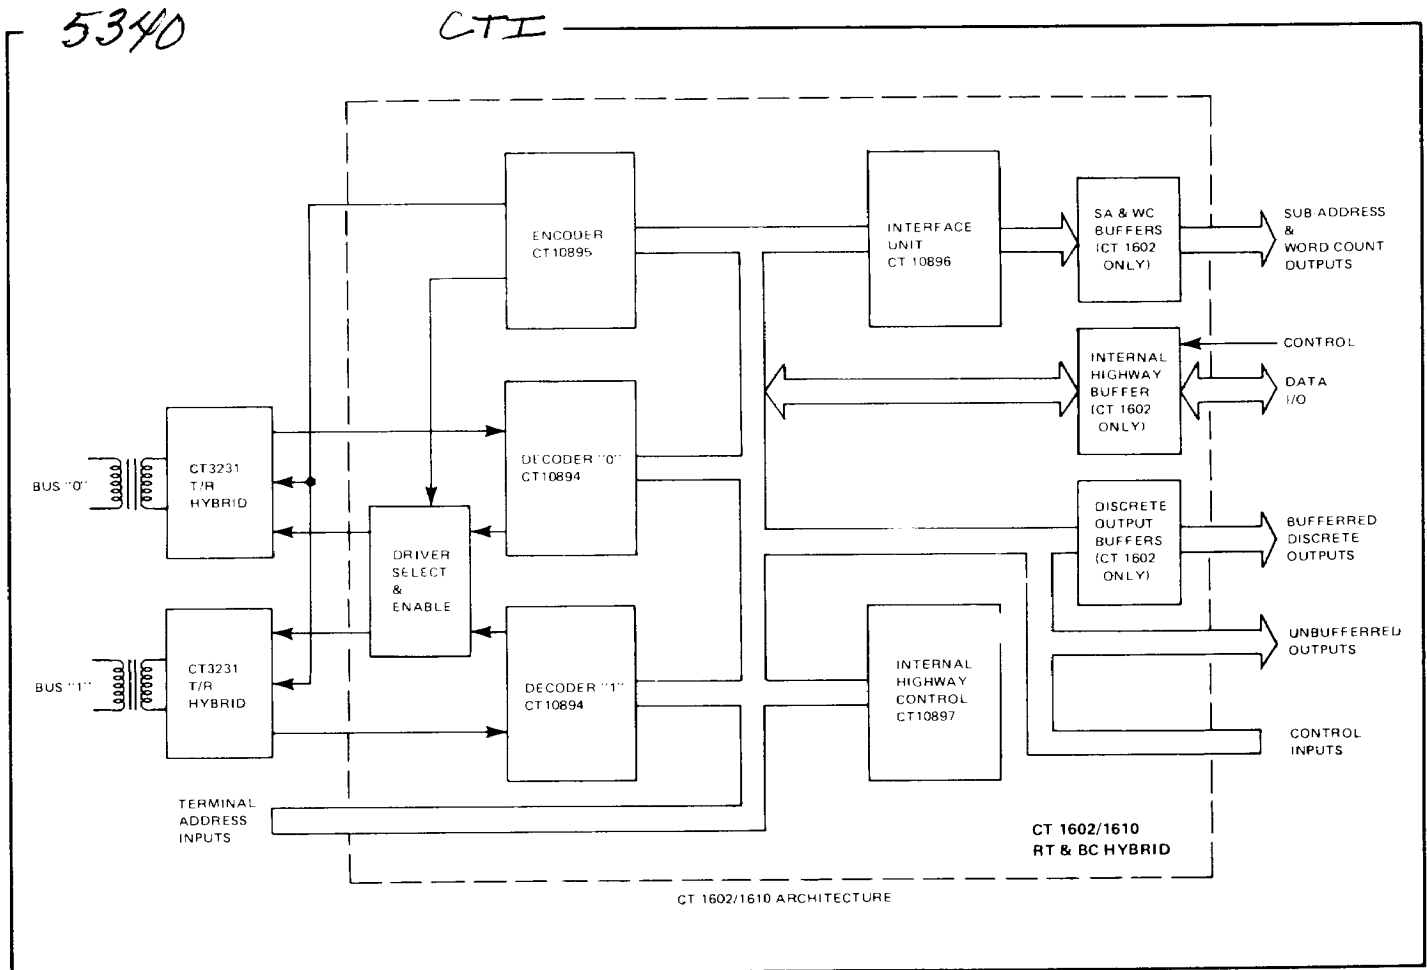 5340 CTI
ENCODER
CT10895
INTERFACE
UNIT
CT 10896
SA & WC
BUFFERS
(CT 1602
ONLY)
SUB-ADDRESS
&
WORD COUNT
OUTPUTS
INTERNAL
HIGHWAY
BUFFER
(CT 1602
ONLY)
CONTROL
DATA
I/O
BUS "0"
CT3231
T/R
HYBRID
DECODER "0"
CT10894
DRIVER
SELECT
&
ENABLE
DISCRETE
OUTPUT
BUFFERS
(CT 1602
ONLY)
BUFFERRED
DISCRETE
OUTPUTS
UNBUFFERRED
OUTPUTS
BUS "1"
CT3231
T/R
HYBRID
DECODER "1"
CT10894
INTERNAL
HIGHWAY
CONTROL
CT10897
CONTROL
INPUTS
TERMINAL
ADDRESS
INPUTS
CT 1602/1610
RT & BC HYBRID
CT 1602/1610 ARCHITECTURE